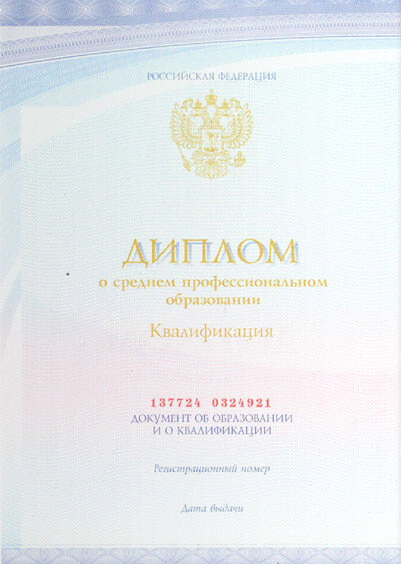 РОССИЙСКАЯ ФЕДЕРАЦИЯ
ДИПЛОМ
о среднем профессиональном
образовании
Квалификация
137724 0324921
ДОКУМЕНТ ОБ ОБРАЗОВАНИИ
И О КВАЛИФИКАЦИИ
Регистрационный номер
Дата выдачи